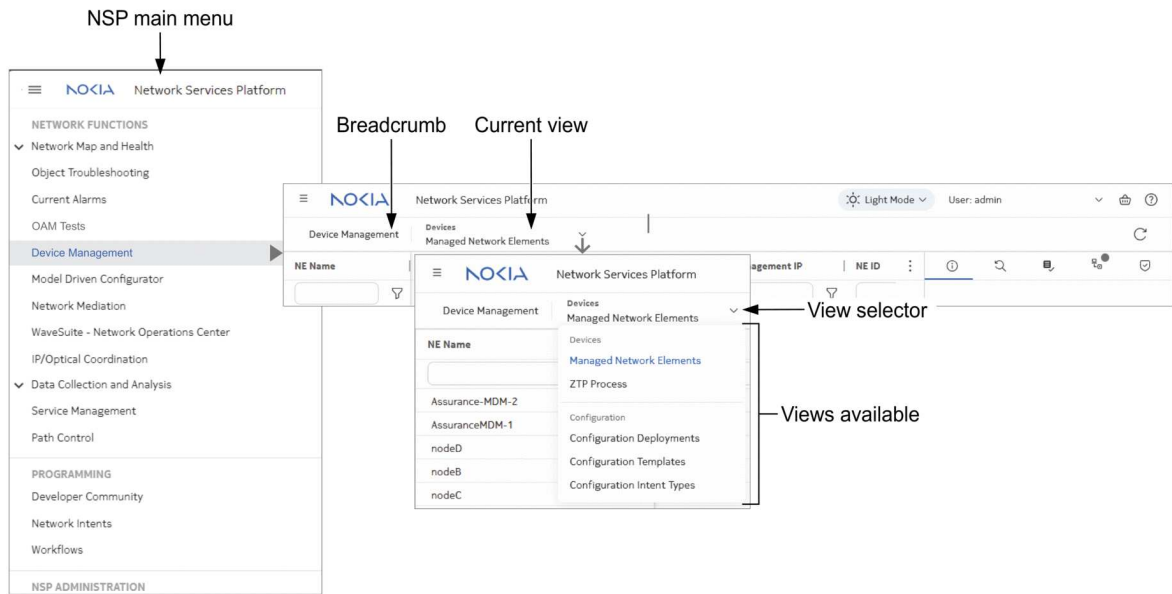 NSP main menu
NOKIA Network Services Platform
NETWORK FUNCTIONS
Network Map and Health
Object Troubleshooting
Current Alarms
OAM Tests
Device Management
Model Driven Configurator
Network Mediation
WaveSuite - Network Operations Center
IP/Optical Coordination
Data Collection and Analysis
Service Management
Path Control
PROGRAMMING
Developer Community
Network Intents
Workflows
NSP ADMINISTRATION
Breadcrumb Current view
NOKIA Network Services Platform Light Mode User: admin
Device Management
Devices
Managed Network Elements
NE Name agement IP NE ID
NOKIA Network Services Platform
Device Management
Devices
Managed Network Elements
View selector
NE Name
Assurance-MDM-2
AssuranceMDM-1
nodeD
nodeB
nodeC
Devices
Managed Network Elements
ZTP Process
Configuration
Configuration Deployments
Configuration Templates
Configuration Intent Types
Views available